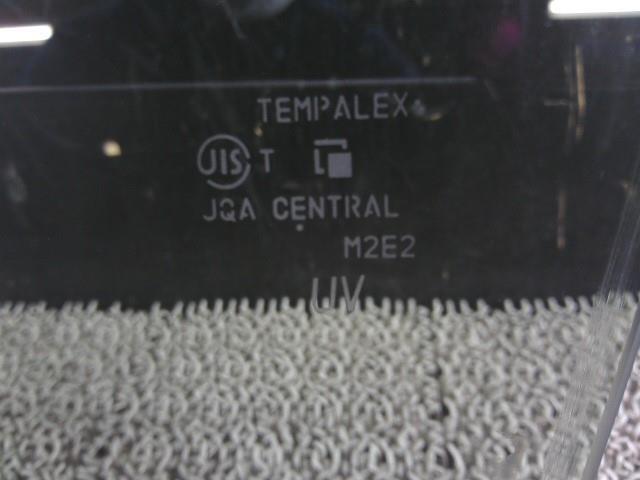 TEMPALEX
JIS T
JQA CENTRAL
M2E2
UV